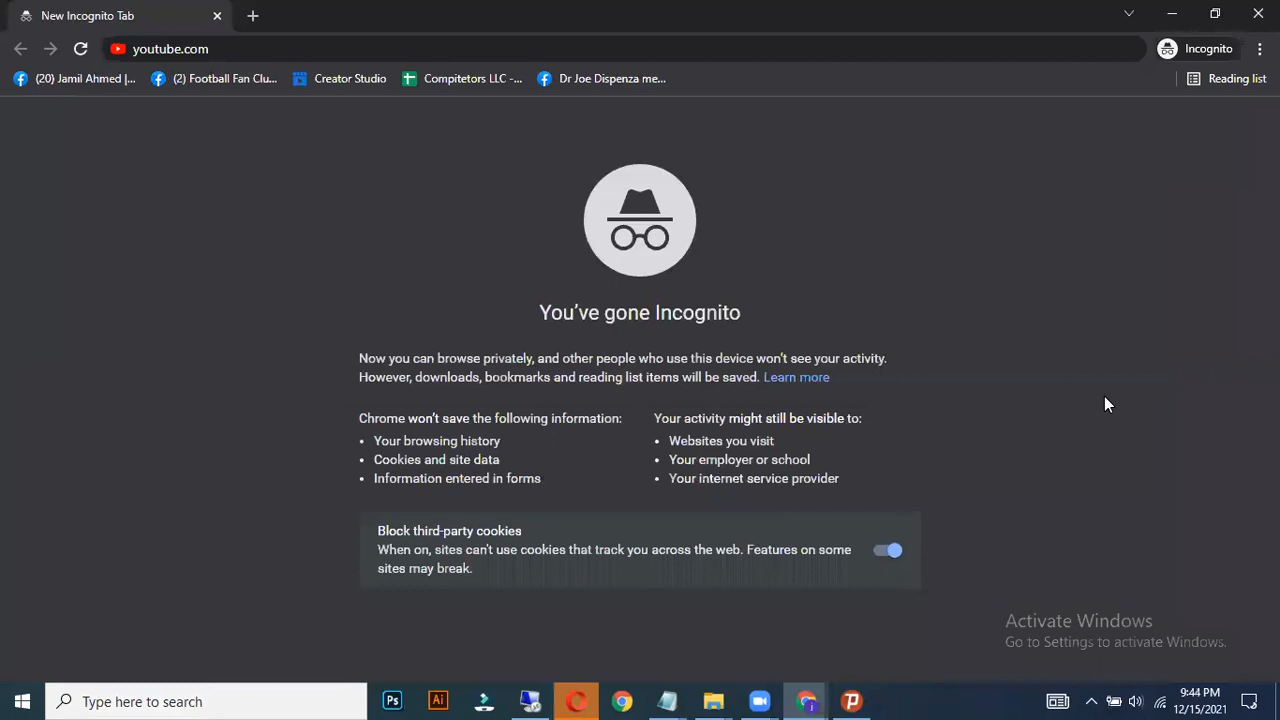 New Incognito Tab
youtube.com
Incognito
(20) Jamil Ahmed |...
(2) Football Fan Clu...
Creator Studio
Compitetors LLC -...
Dr Joe Dispenza me...
Reading list
You've gone Incognito
Now you can browse privately, and other people who use this device won't see your activity.
However, downloads, bookmarks and reading list items will be saved. Learn more
Chrome won't save the following information:
• Your browsing history
• Cookies and site data
• Information entered in forms
Your activity might still be visible to:
• Websites you visit
• Your employer or school
• Your internet service provider
Block third-party cookies
When on, sites can't use cookies that track you across the web. Features on some
sites may break.
Activate Windows
Go to Settings to activate Windows.
Type here to search
Ps
Ai
9:44 PM
12/15/2021